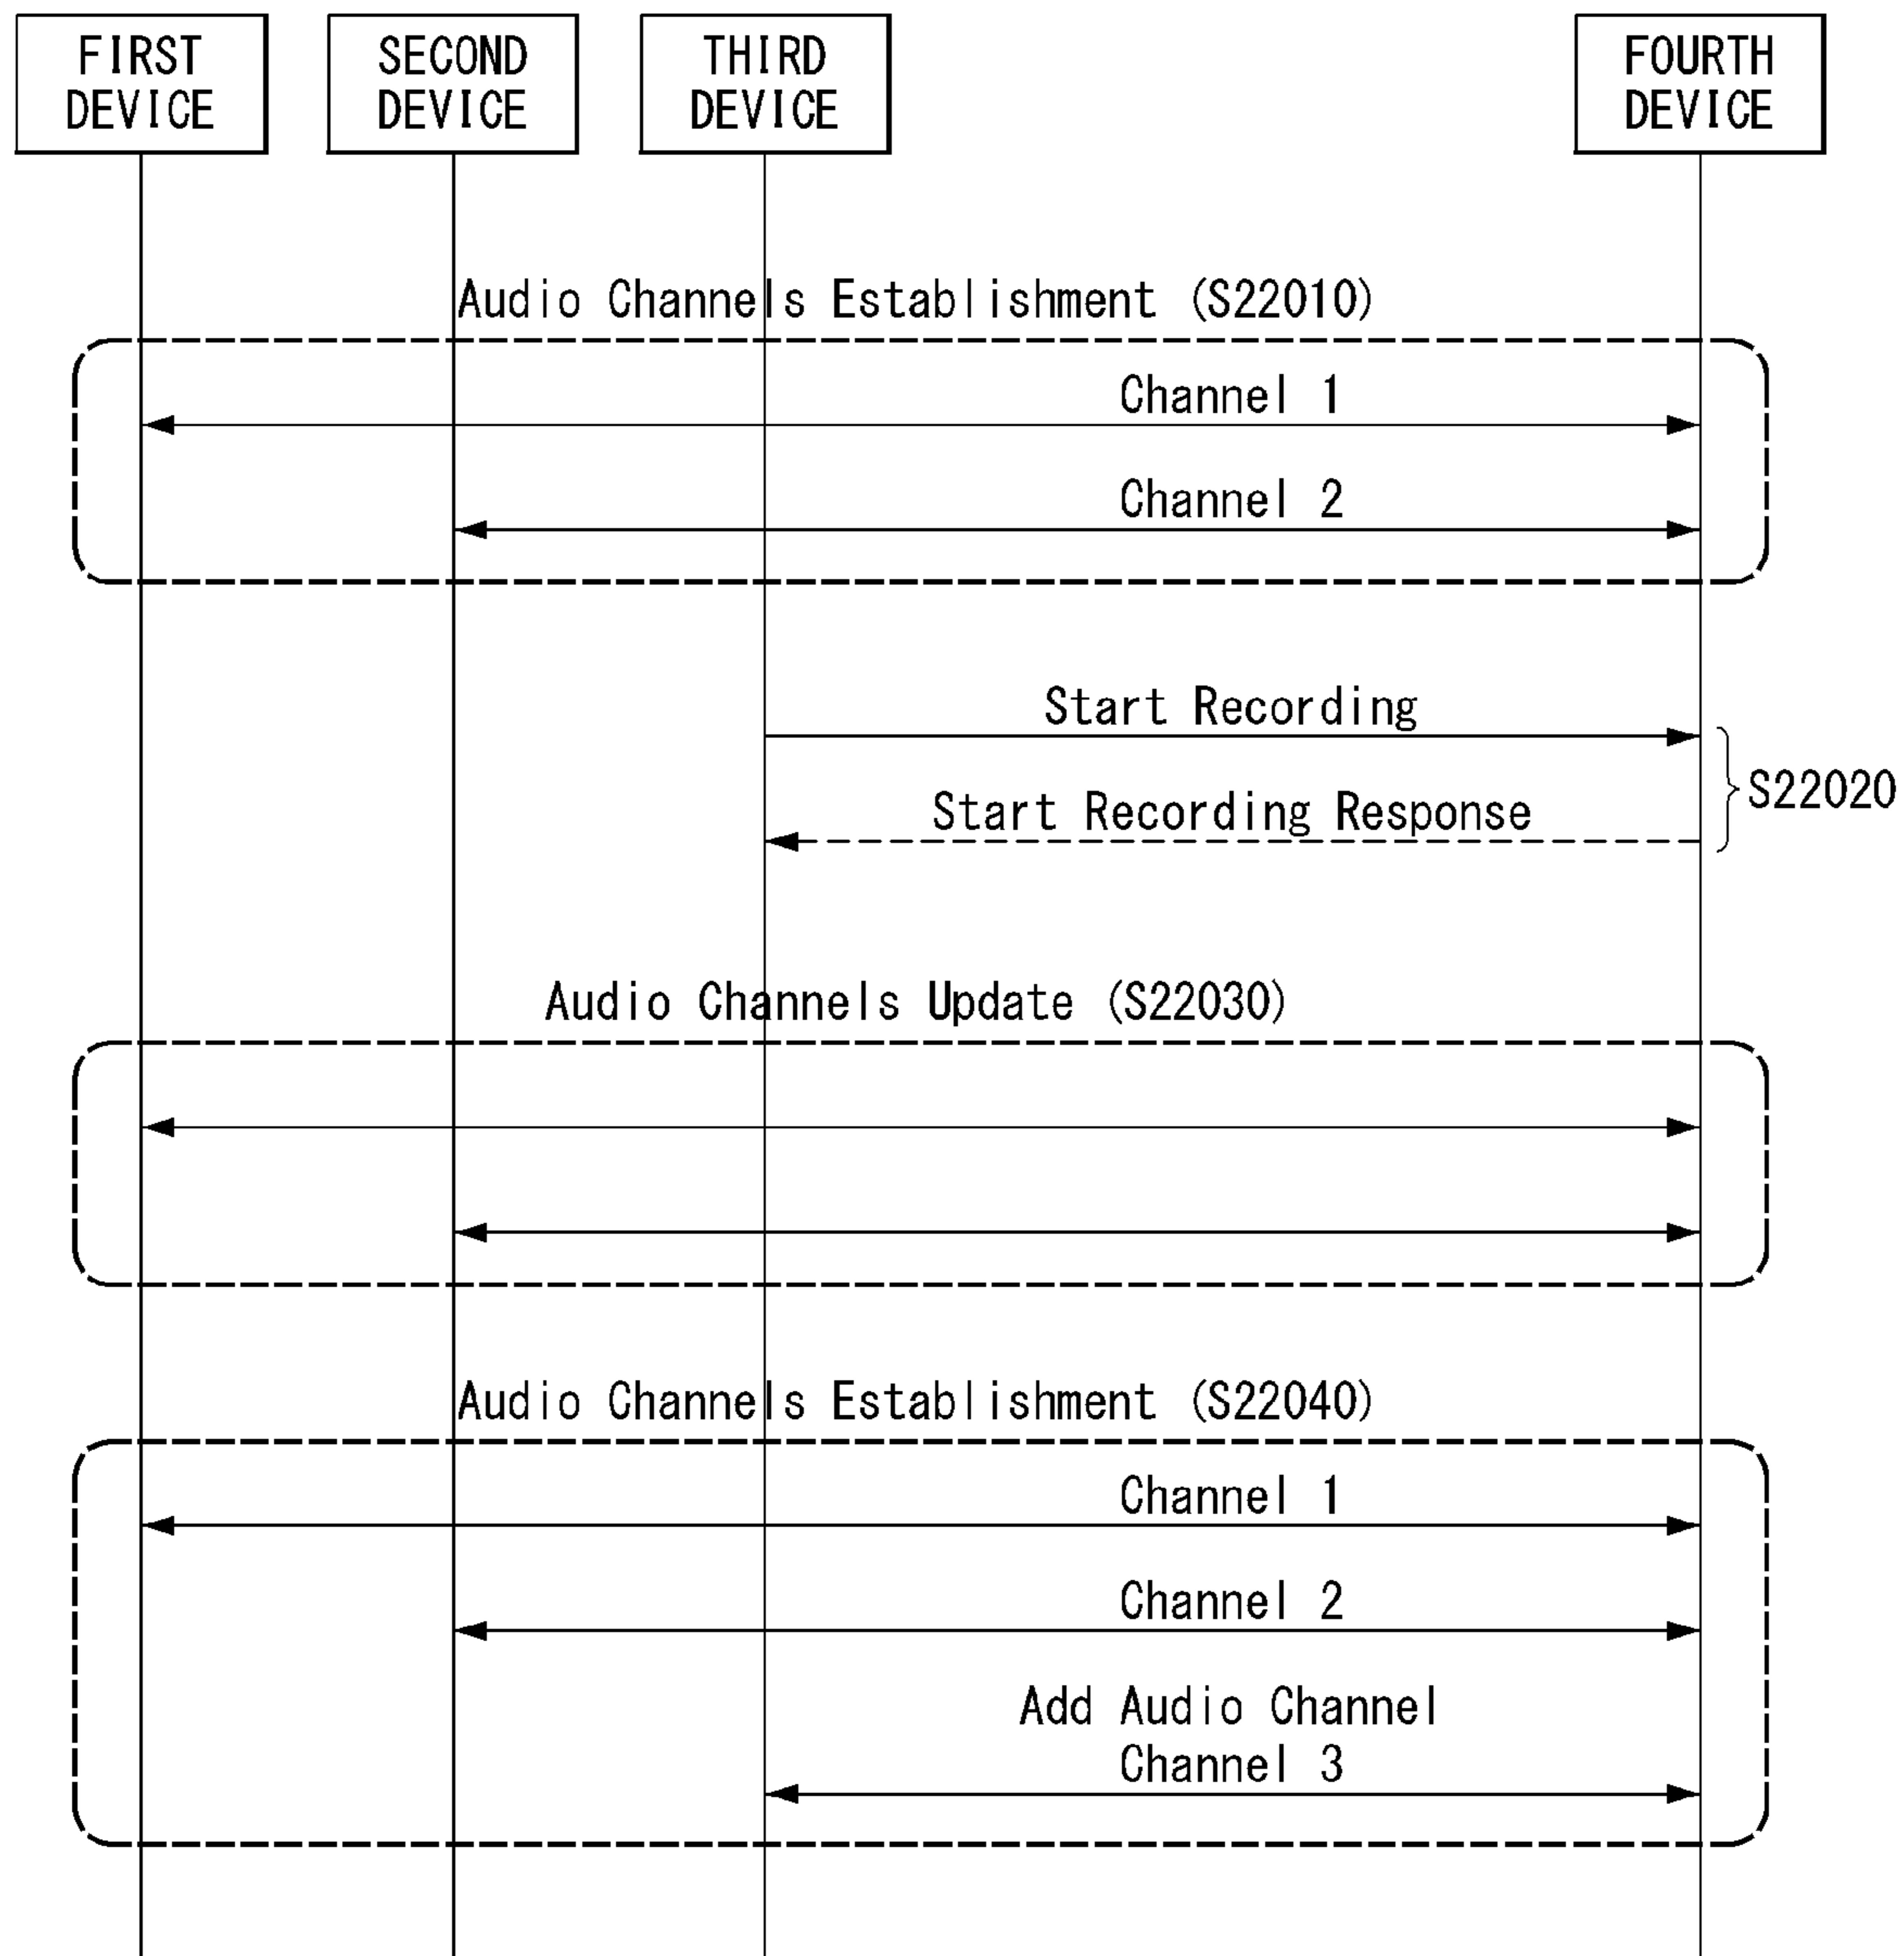 FIRST
DEVICE
SECOND
DEVICE
THIRD
DEVICE
FOURTH
DEVICE
Audio Channels Establishment (S22010)
Channel 1
Channel 2
Start Recording
S22020
Start Recording Response
Audio Channels Update (S22030)
Audio Channels Establishment (S22040)
Channel 1
Channel 2
Add Audio Channel
Channel 3